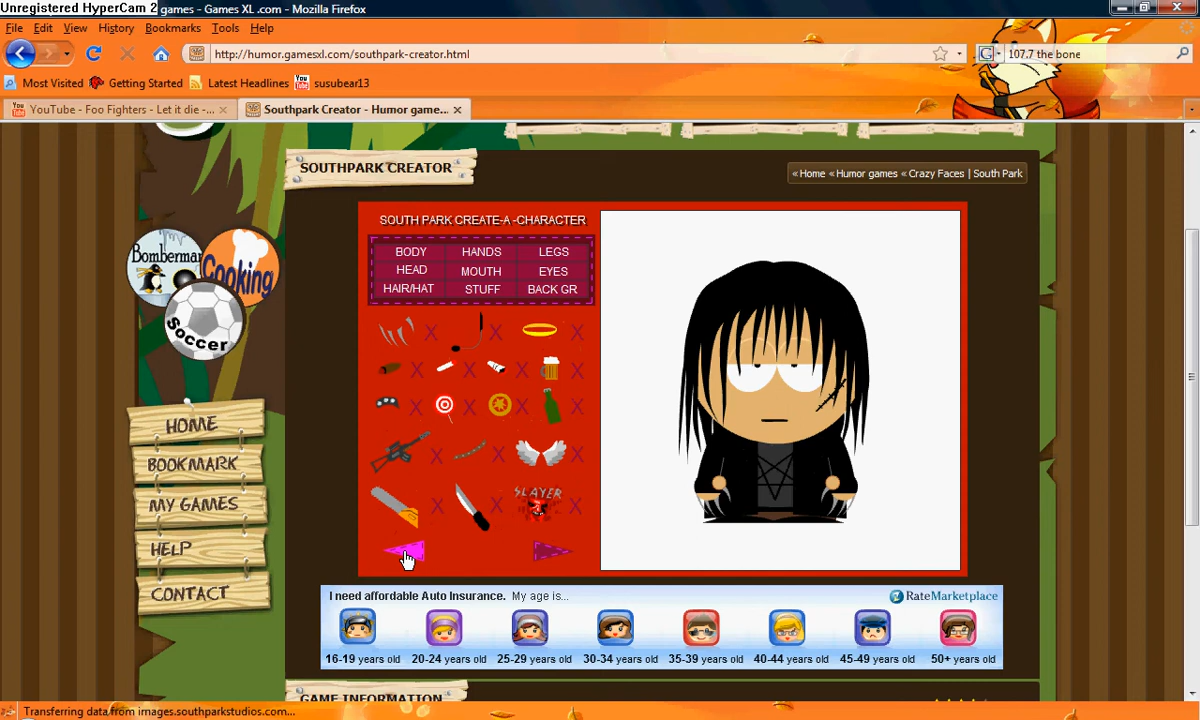 Unregistered HyperCam 2 games - Games XL .com - Mozilla Firefox
File Edit View History Bookmarks Tools Help
http://humor.gamesxl.com/southpark-creator.html
107.7 the bone
Most Visited Getting Started Latest Headlines susubear13
YouTube - Foo Fighters - Let it die -...
Southpark Creator - Humor game...
SOUTHPARK CREATOR
« Home « Humor games « Crazy Faces | South Park
SOUTH PARK CREATE-A -CHARACTER
BODY HANDS LEGS
HEAD MOUTH EYES
HAIR/HAT STUFF BACK GR
X X X
X X X X
X X X X
X X X
X X SLAYER X
Bomberman
Cooking
Soccer
HOME
BOOKMARK
MY GAMES
HELP
CONTACT
I need affordable Auto Insurance. My age is...
RateMarketplace
16-19 years old 20-24 years old 25-29 years old 30-34 years old 35-39 years old 40-44 years old 45-49 years old 50+ years old
GAME INFORMATION
Transferring data from images.southparkstudios.com...